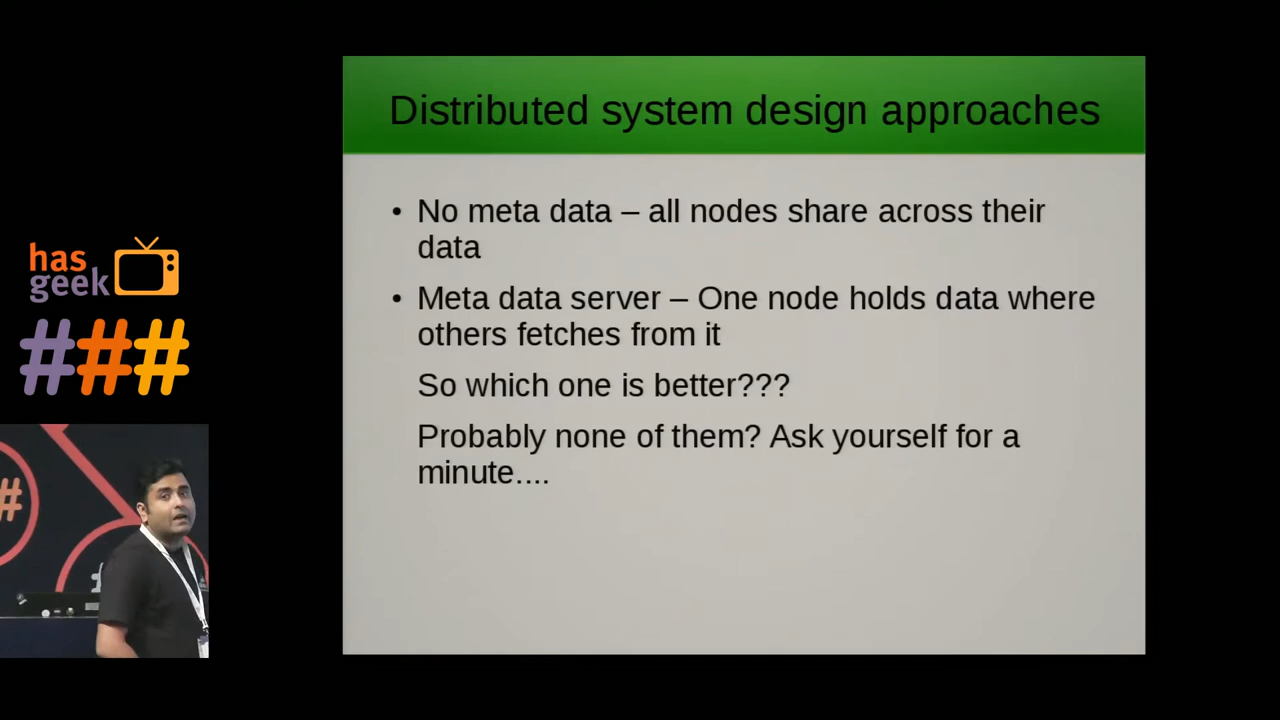 Distributed system design approaches
• No meta data – all nodes share across their
data
• Meta data server – One node holds data where
others fetches from it
So which one is better???
Probably none of them? Ask yourself for a
minute....
has
geek
###
#